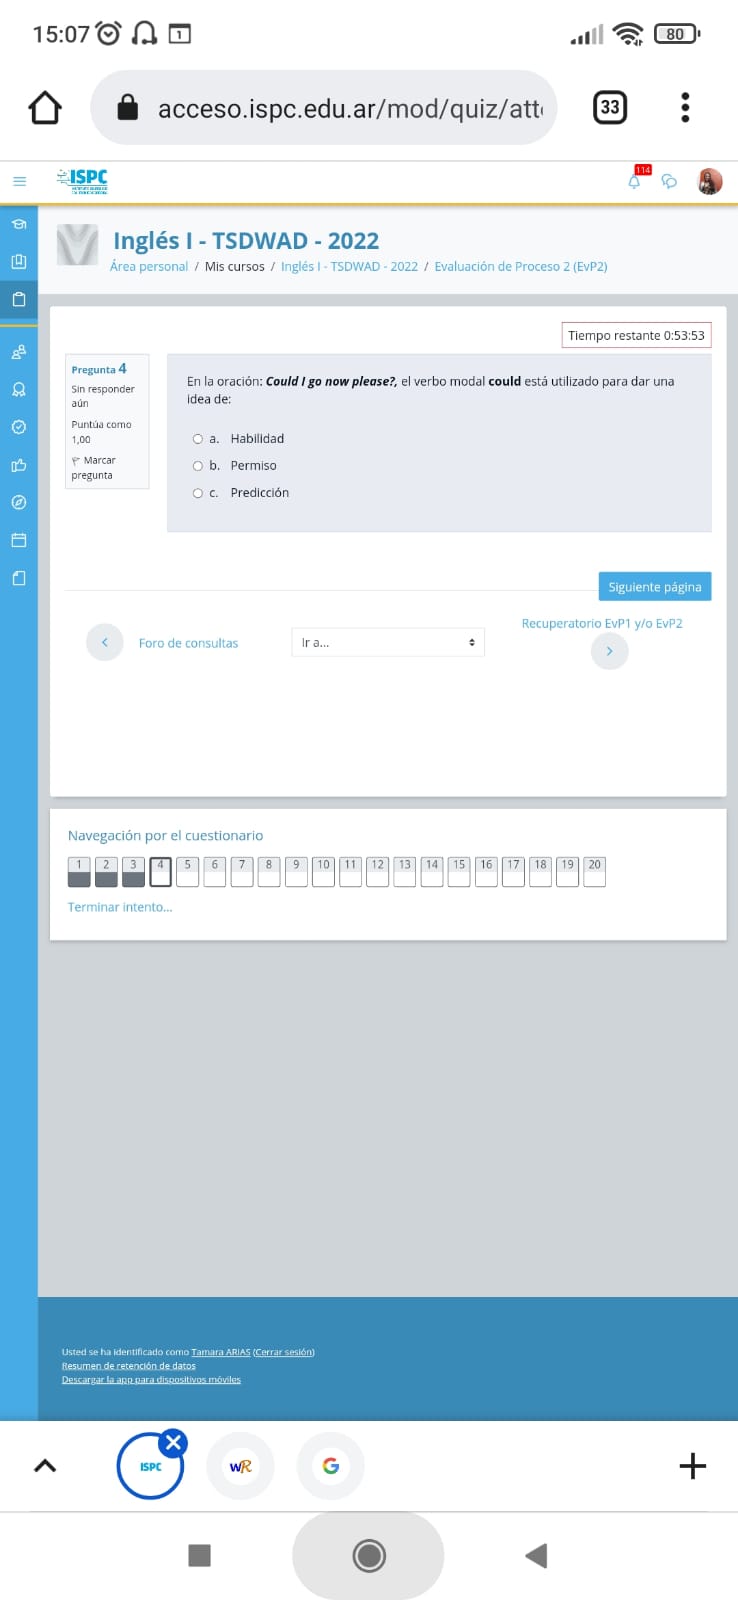 15:07
1
80
acceso.ispc.edu.ar/mod/quiz/att
33
ISPC
114
Inglés I - TSDWAD - 2022
Área personal / Mis cursos / Inglés I - TSDWAD - 2022 / Evaluación de Proceso 2 (EvP2)
Tiempo restante 0:53:53
Pregunta 4
Sin responder aún
Puntúa como 1,00
Marcar pregunta
En la oración: Could I go now please?, el verbo modal could está utilizado para dar una
idea de:
a. Habilidad
b. Permiso
c. Predicción
Siguiente página
Foro de consultas
Ir a...
Recuperatorio EvP1 y/o EvP2
Navegación por el cuestionario
1 2 3 4 5 6 7 8 9 10 11 12 13 14 15 16 17 18 19 20
Terminar intento...
Usted se ha identificado como Tamara ARIAS (Cerrar sesión)
Resumen de retención de datos
Descargar la app para dispositivos móviles
ISPC
WR
G